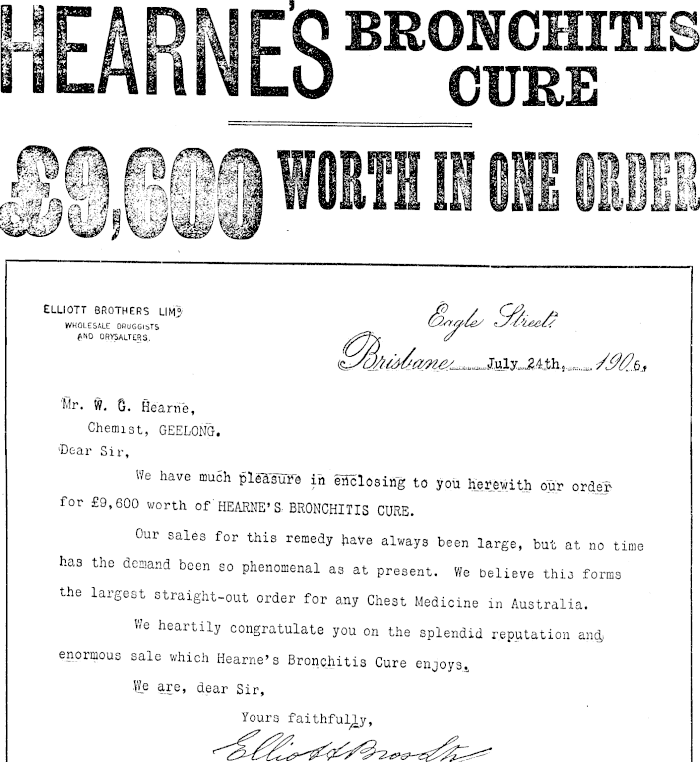 HEARNE'S BRONCHITIS
CURE
£9,600 WORTH IN ONE ORDER
ELLIOTT BROTHERS LIMD
WHOLESALE DRUGGISTS
AND DRYSALTERS.
Eagle Street,
Brisbane July 24th, 1906,
Mr. W. G. Hearne,
Chemist, GEELONG.
Dear Sir,
We have much pleasure in enclosing to you herewith our order
for £9,600 worth of HEARNE'S BRONCHITIS CURE.
Our sales for this remedy have always been large, but at no time
has the demand been so phenomenal as at present. We believe this forms
the largest straight-out order for any Chest Medicine in Australia.
We heartily congratulate you on the splendid reputation and
enormous sale which Hearne's Bronchitis Cure enjoys.
We are, dear Sir,
Yours faithfully,
Elliott Bros Ltd